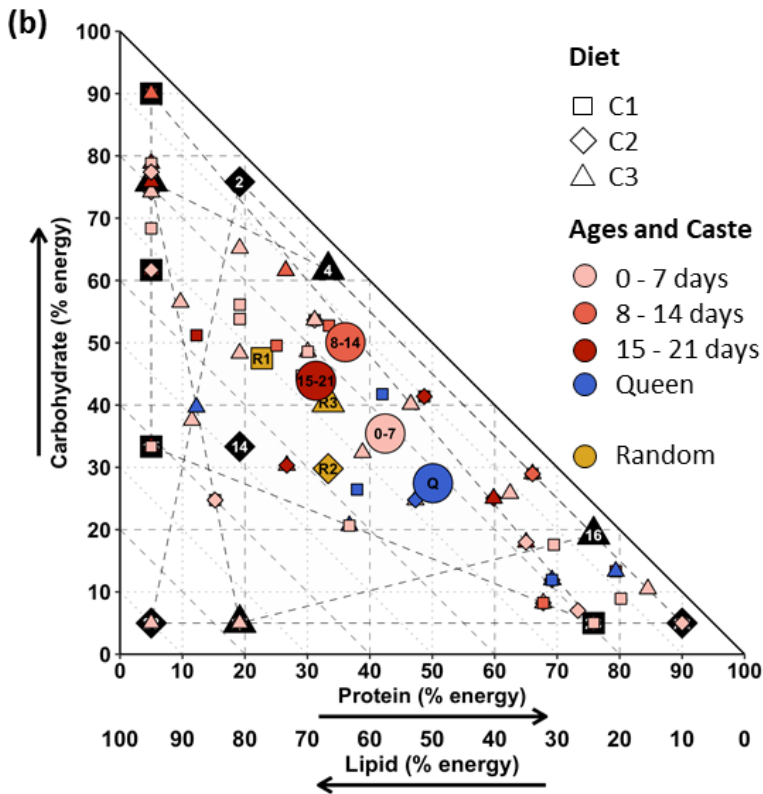 (b)
100
90
80
70
60
50
40
30
20
10
0
Carbohydrate (% energy)
2
4
8-14
R1
15-21
R3
0-7
14
R2
Q
16
Diet
C1
C2
C3
Ages and Caste
0 - 7 days
8 - 14 days
15 - 21 days
Queen
Random
0 10 20 30 40 50 60 70 80 90 100
Protein (% energy)
100 90 80 70 60 50 40 30 20 10 0
Lipid (% energy)